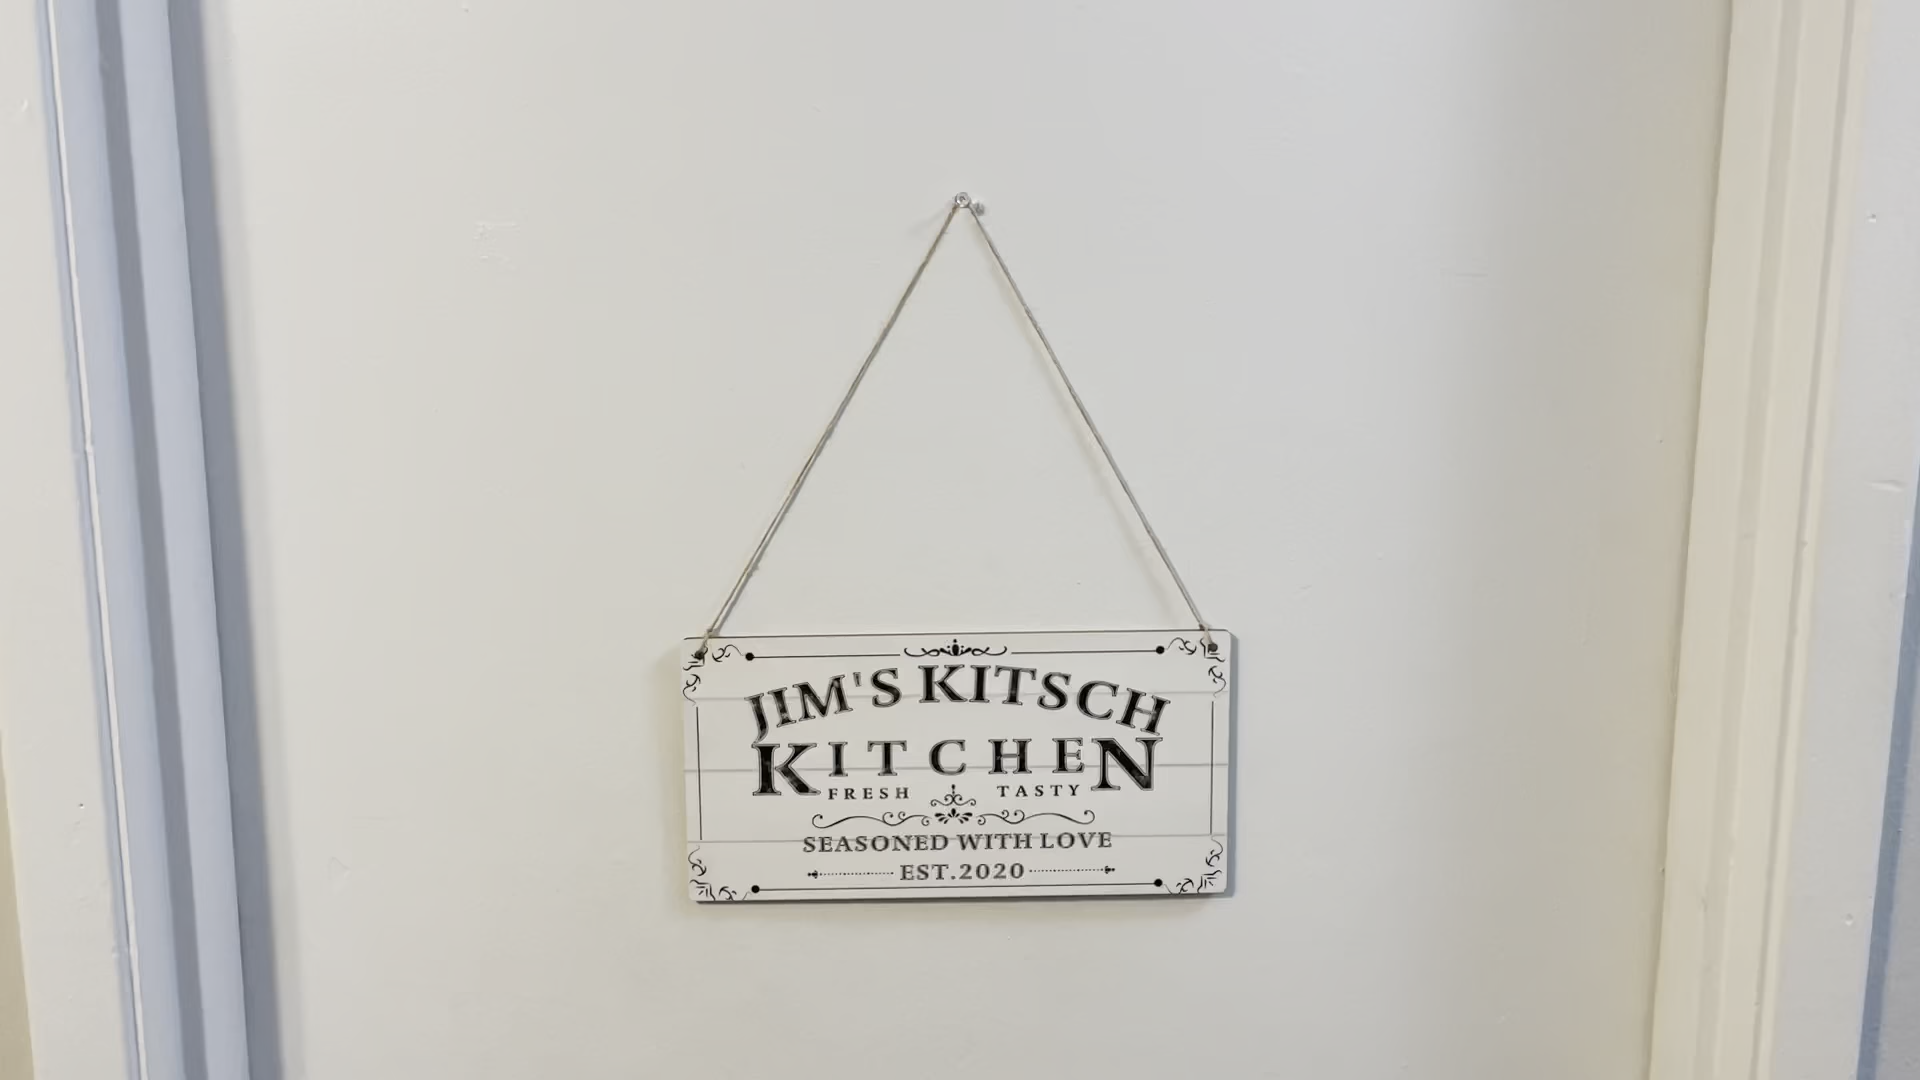 JIM'S KITSCH
KITCHEN
FRESH TASTY
SEASONED WITH LOVE
EST.2020